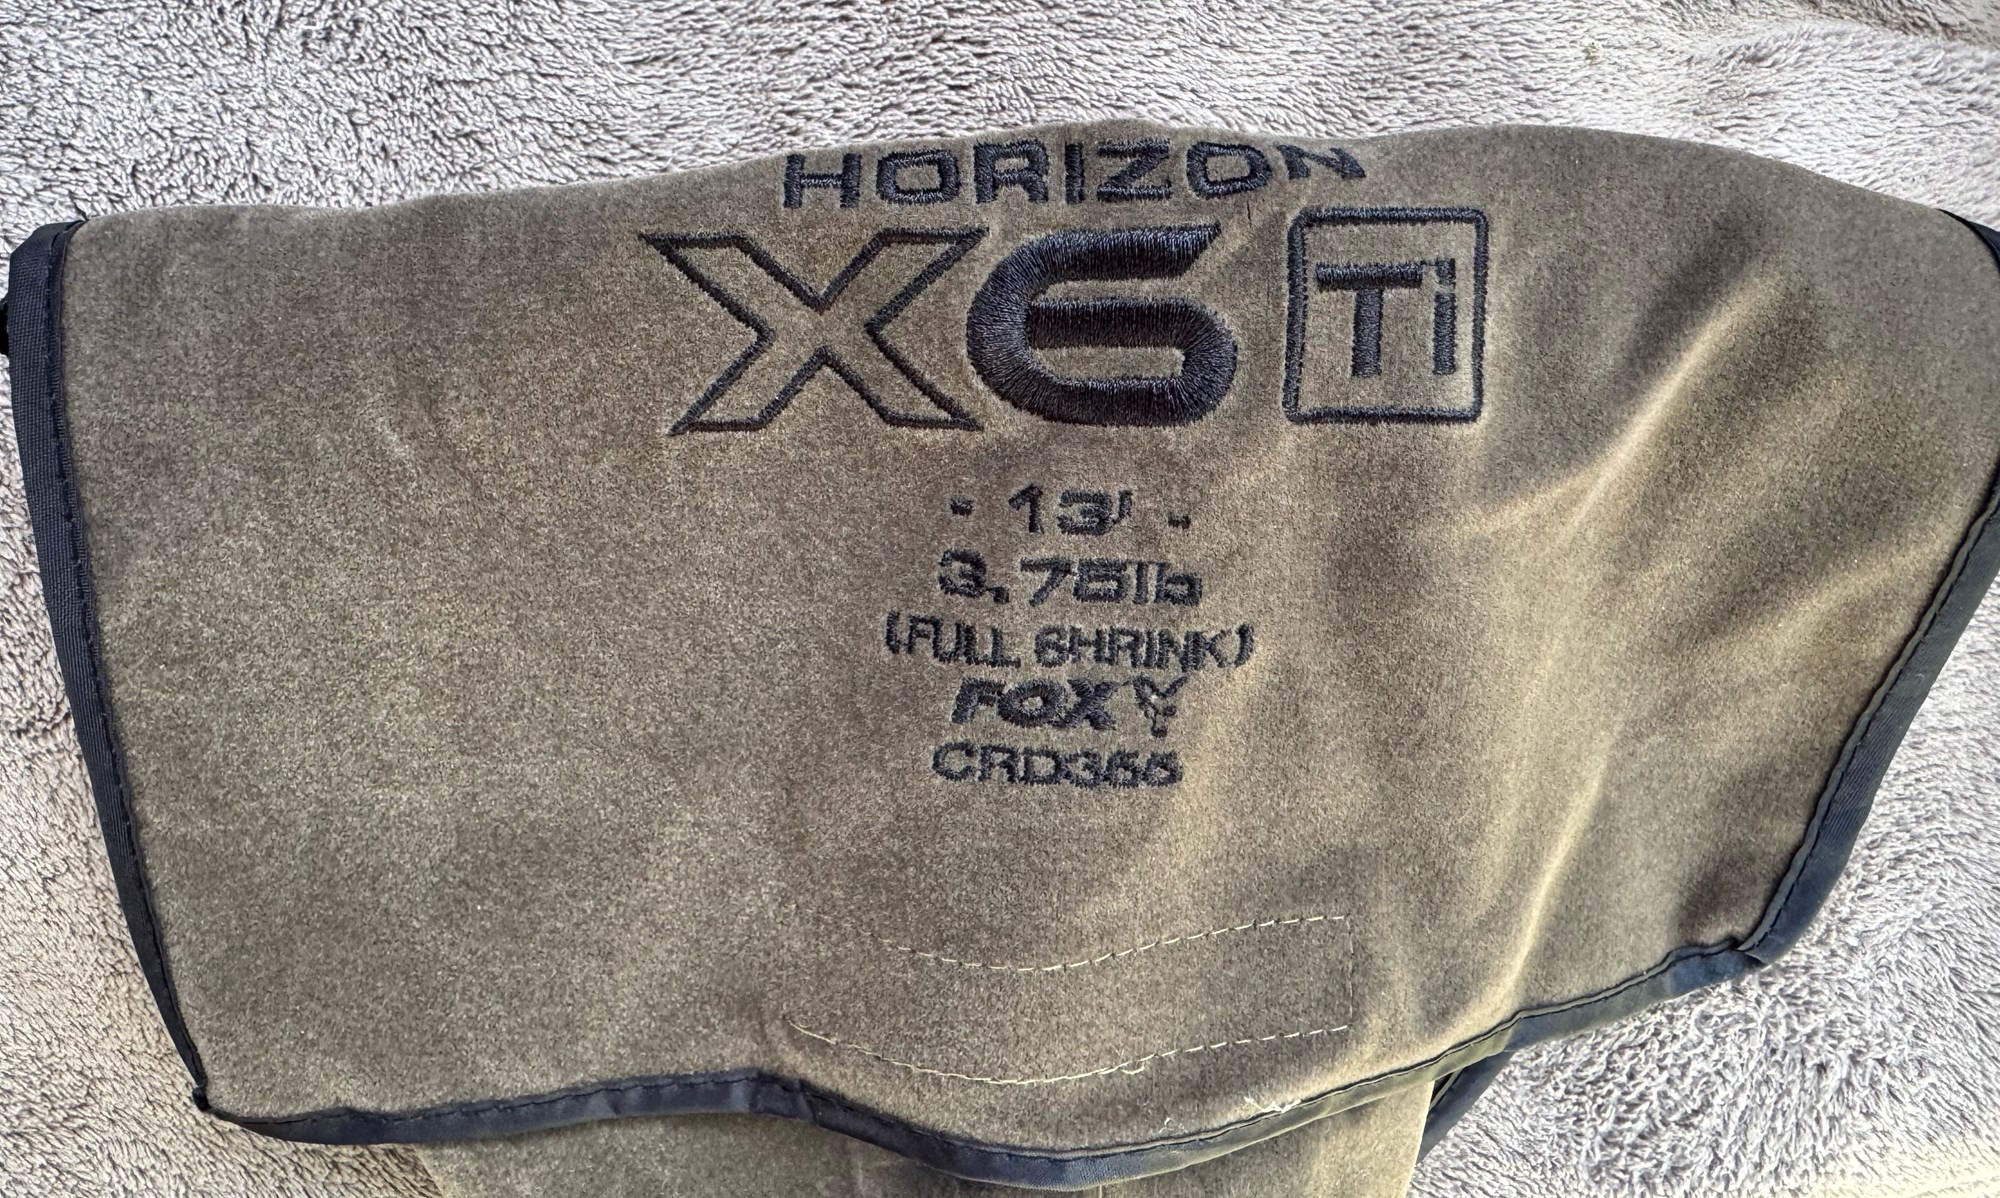 HORIZON
X6 Ti
- 13' -
3.75lb
(FULL SHRINK)
FOX
CRD366